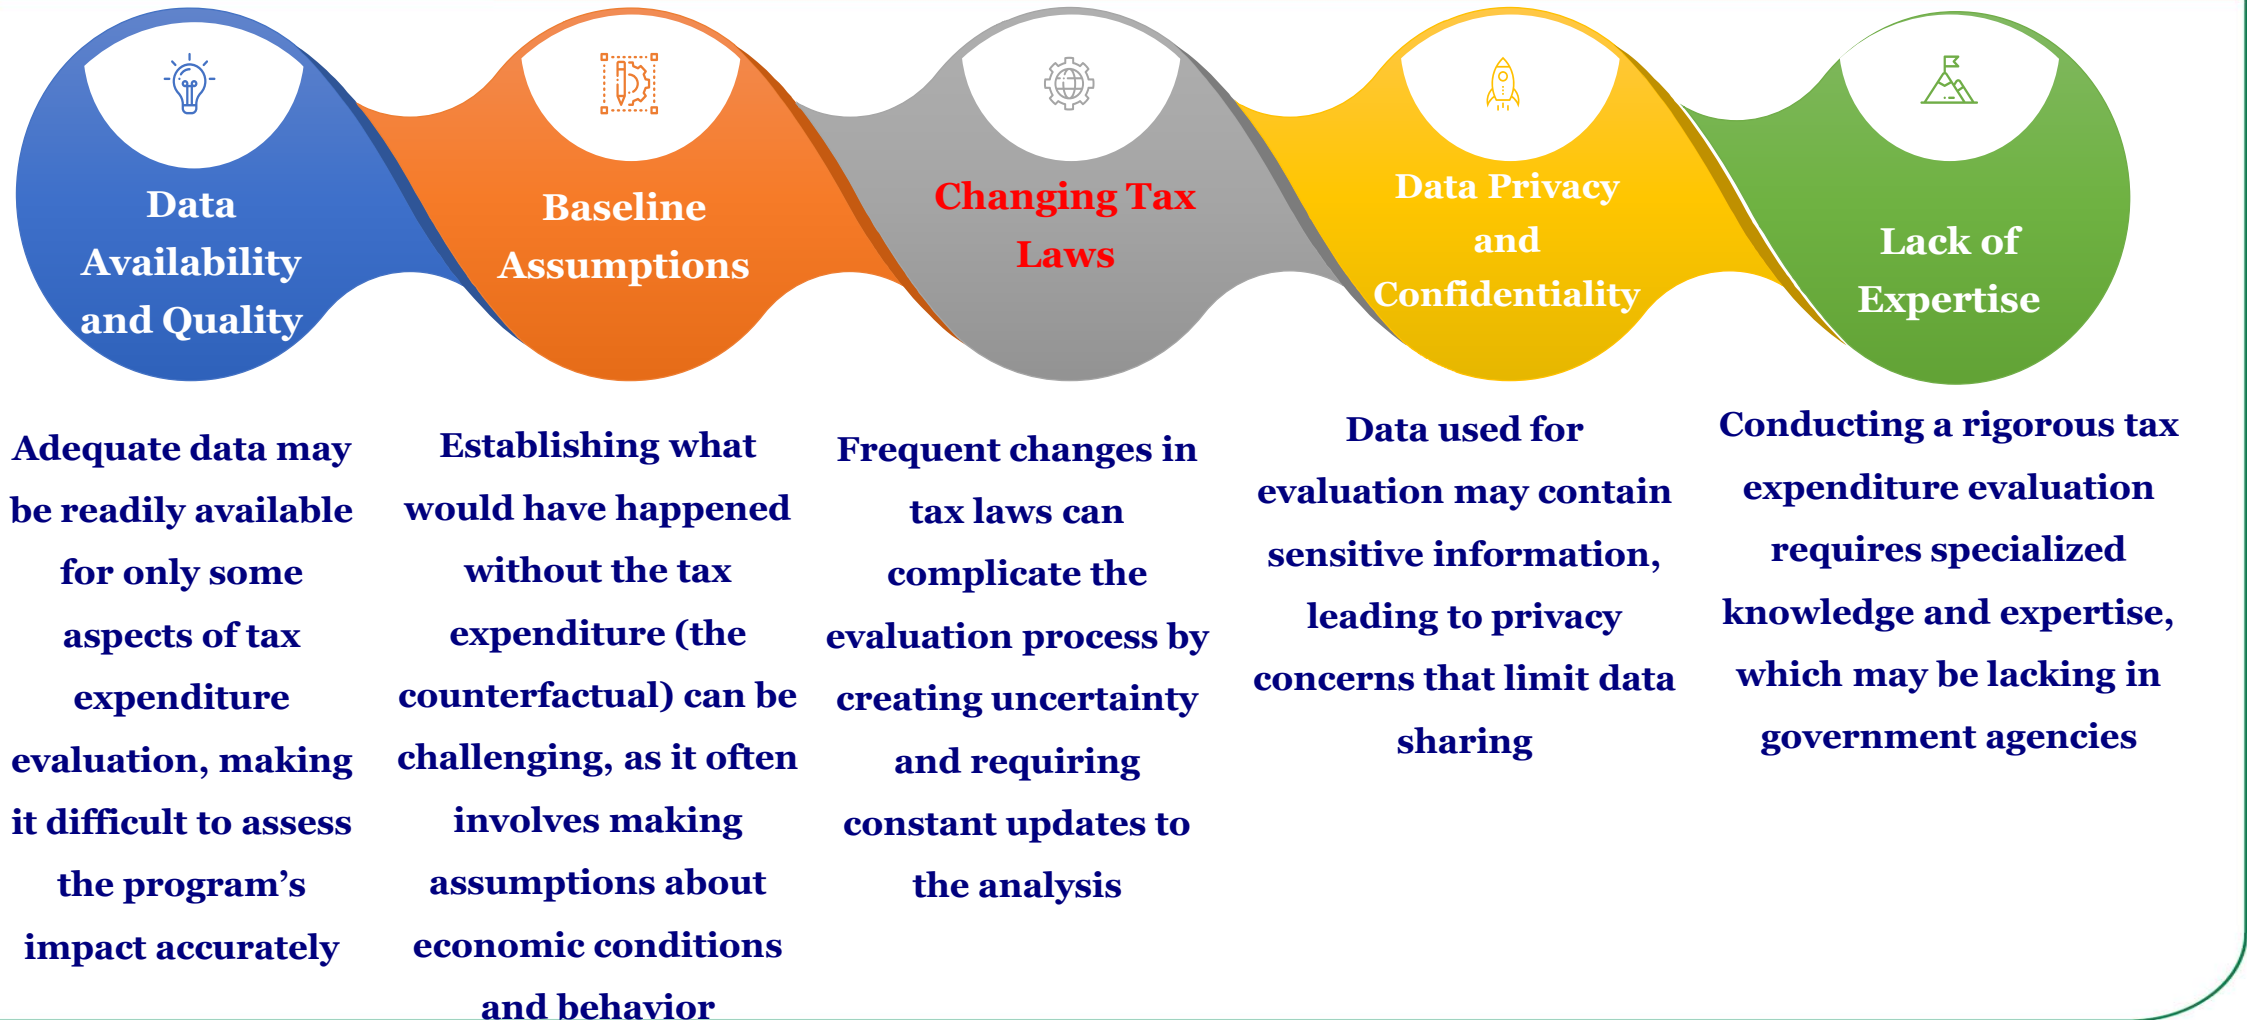 Data
Availability
and Quality
Baseline
Assumptions
Changing Tax
Laws
Data Privacy
and
Confidentiality
Lack of
Expertise
Adequate data may
be readily available
for only some
aspects of tax
expenditure
evaluation, making
it difficult to assess
the program’s
impact accurately
Establishing what
would have happened
without the tax
expenditure (the
counterfactual) can be
challenging, as it often
involves making
assumptions about
economic conditions
and behavior
Frequent changes in
tax laws can
complicate the
evaluation process by
creating uncertainty
and requiring
constant updates to
the analysis
Data used for
evaluation may contain
sensitive information,
leading to privacy
concerns that limit data
sharing
Conducting a rigorous tax
expenditure evaluation
requires specialized
knowledge and expertise,
which may be lacking in
government agencies